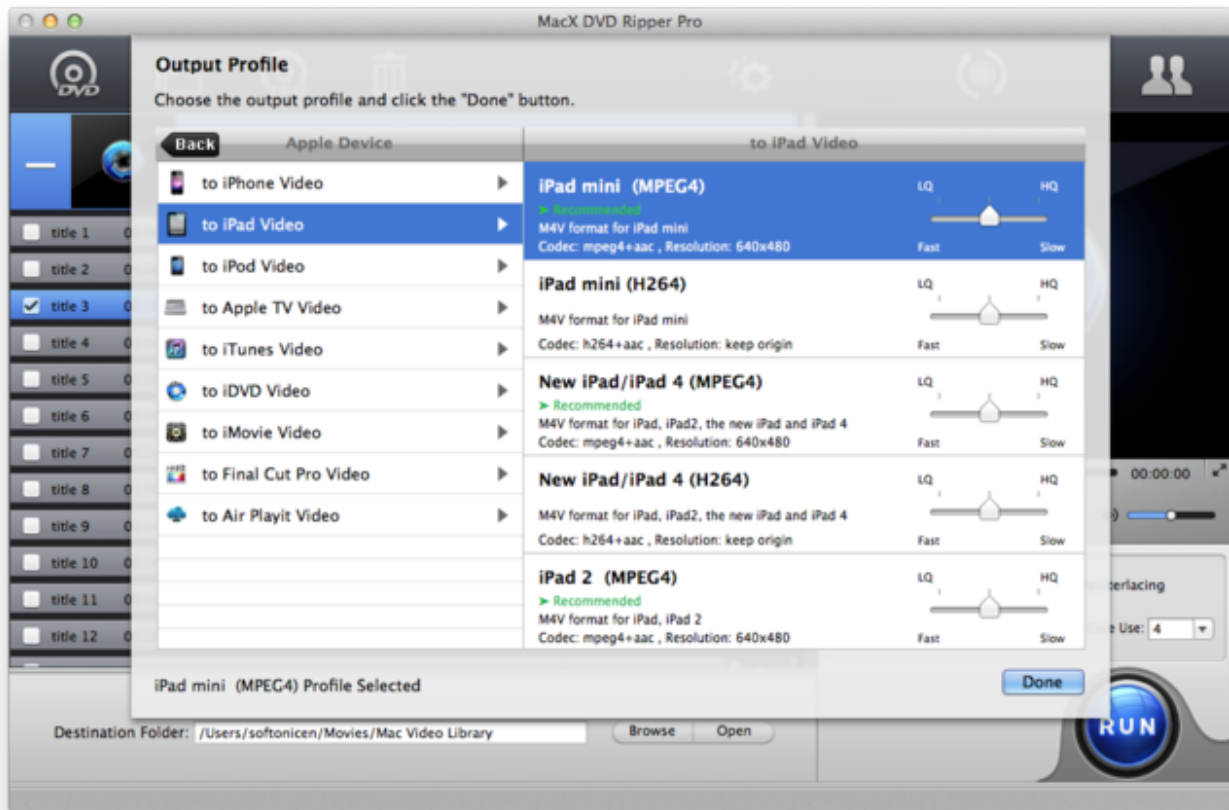 MacX DVD Ripper Pro
DVD
Output Profile
Choose the output profile and click the "Done" button.
Back
Apple Device
to iPad Video
to iPhone Video
to iPad Video
to iPod Video
to Apple TV Video
to iTunes Video
to iDVD Video
to iMovie Video
to Final Cut Pro Video
to Air Playit Video
iPad mini (MPEG4)
LQ HQ
➤ Recommended
M4V format for iPad mini
Codec: mpeg4+aac , Resolution: 640x480
Fast Slow
iPad mini (H264)
LQ HQ
M4V format for iPad mini
Codec: h264+aac , Resolution: keep origin
Fast Slow
New iPad/iPad 4 (MPEG4)
LQ HQ
➤ Recommended
M4V format for iPad, iPad2, the new iPad and iPad 4
Codec: mpeg4+aac , Resolution: 640x480
Fast Slow
New iPad/iPad 4 (H264)
LQ HQ
M4V format for iPad, iPad2, the new iPad and iPad 4
Codec: h264+aac , Resolution: keep origin
Fast Slow
iPad 2 (MPEG4)
LQ HQ
➤ Recommended
M4V format for iPad, iPad 2
Codec: mpeg4+aac , Resolution: 640x480
Fast Slow
iPad mini (MPEG4) Profile Selected
Done
title 1
title 2
title 3
title 4
title 5
title 6
title 7
title 8
title 9
title 10
title 11
title 12
00:00:00
Use: 4
Destination Folder: /Users/softonicen/Movies/Mac Video Library
Browse
Open
RUN